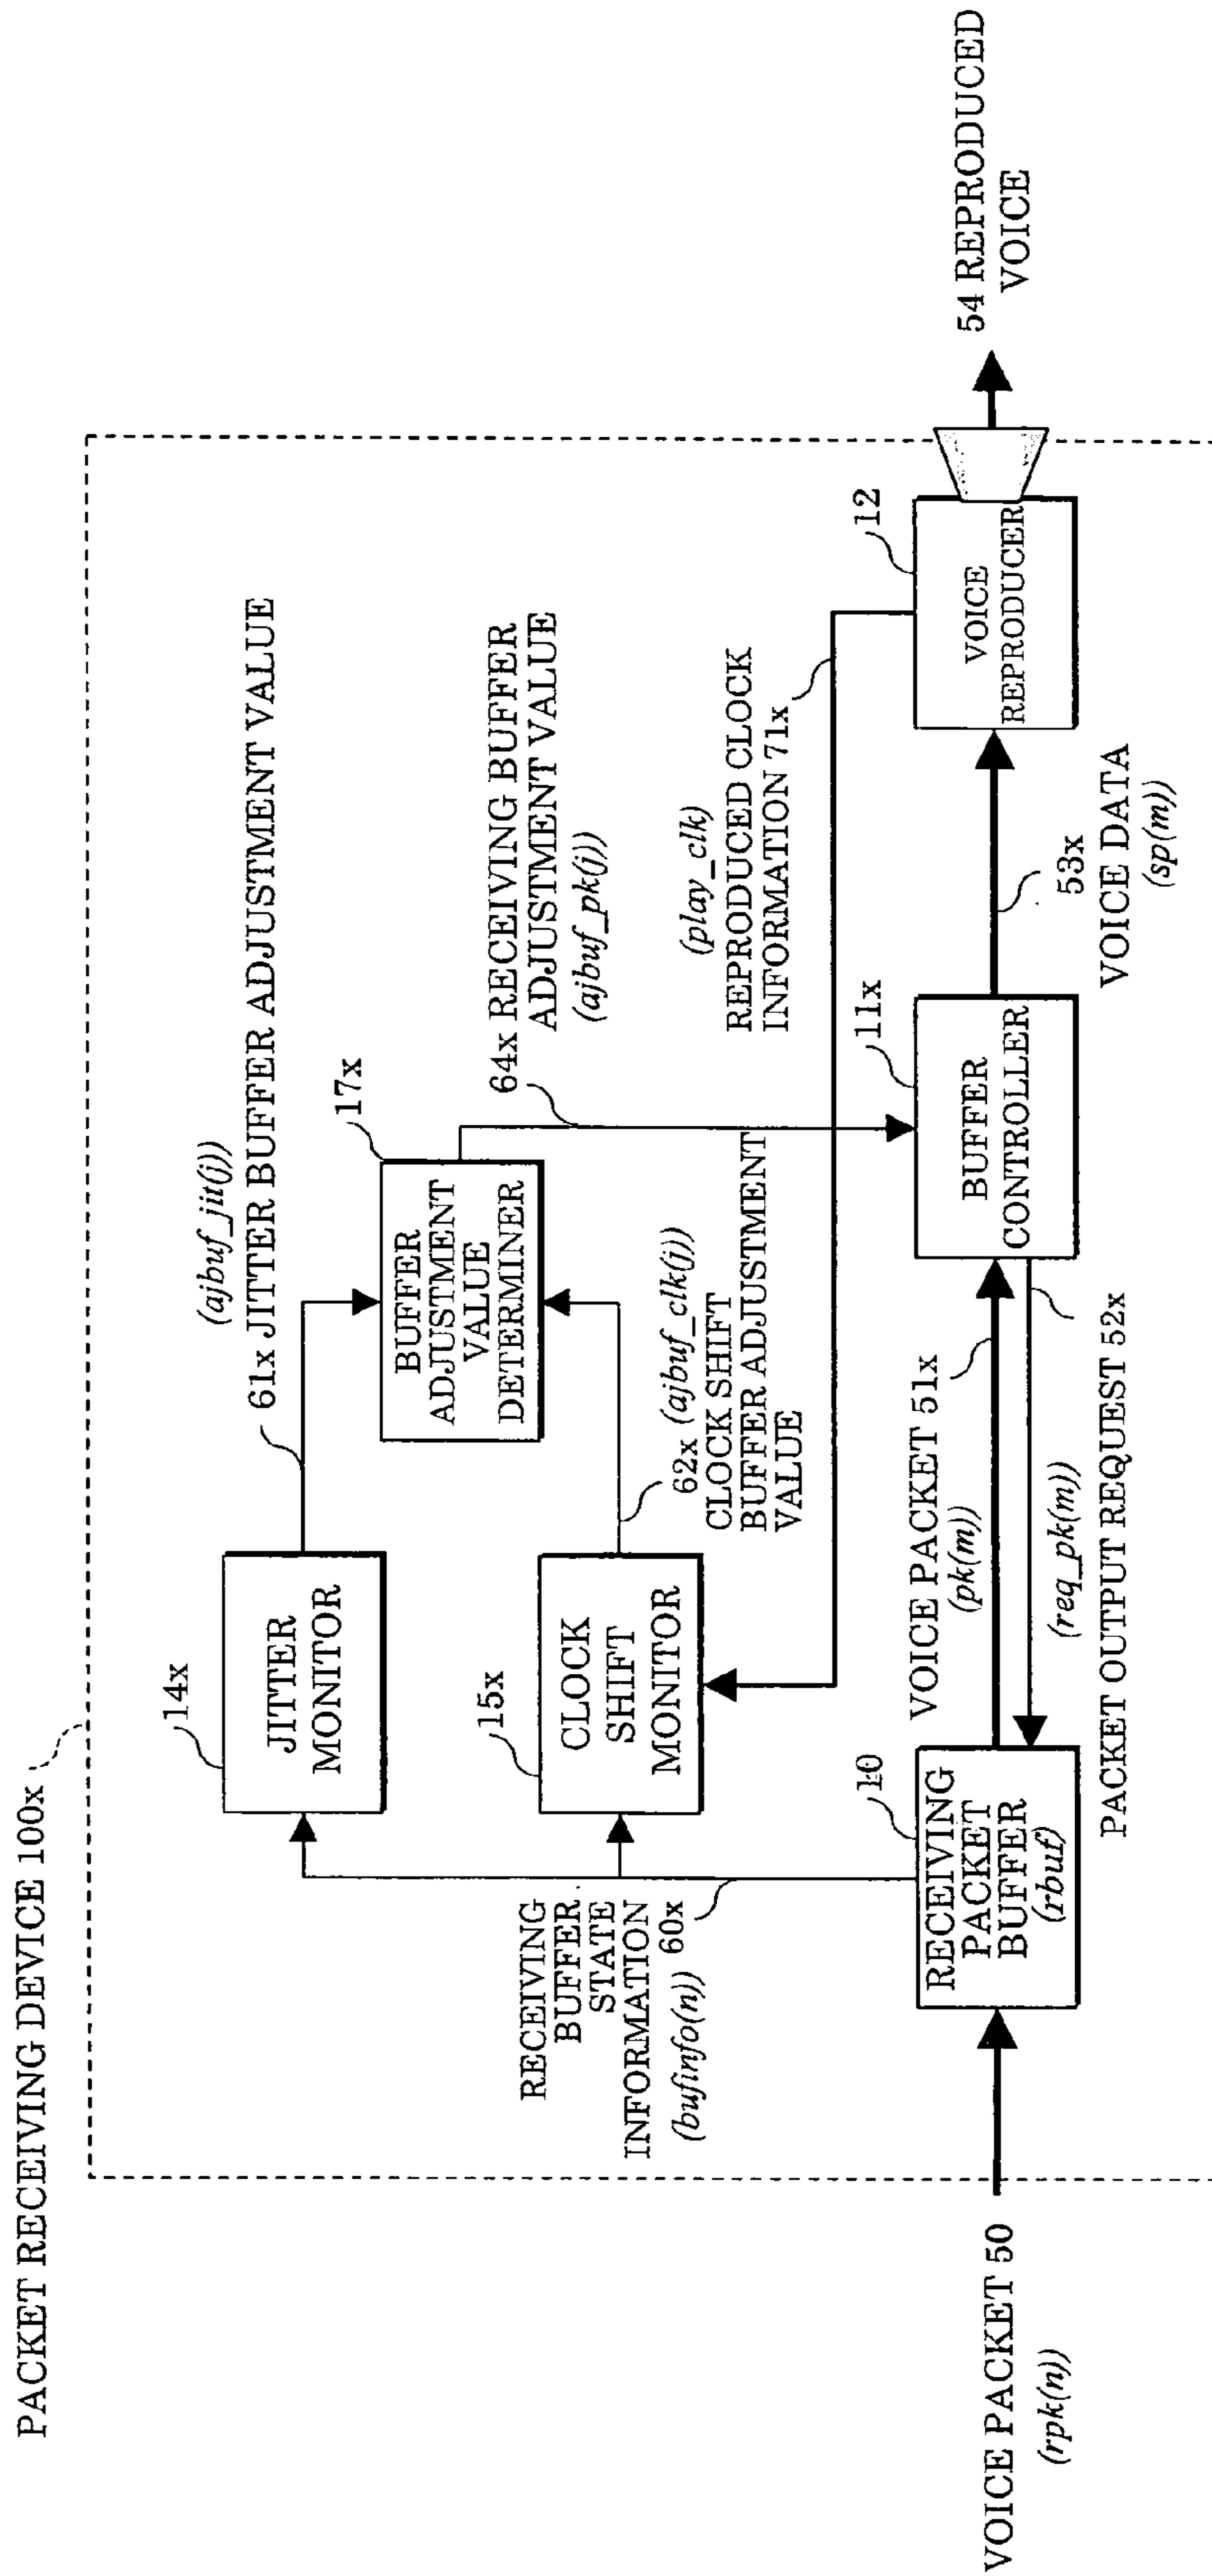 PACKET RECEIVING DEVICE 100x
14x
JITTER
MONITOR
(ajbuf_jit(j))
61x JITTER BUFFER ADJUSTMENT VALUE
17x
BUFFER
ADJUSTMENT
VALUE
DETERMINER
15x
CLOCK
SHIFT
MONITOR
62x (ajbuf_clk(j))
CLOCK SHIFT
BUFFER ADJUSTMENT
VALUE
64x RECEIVING BUFFER
ADJUSTMENT VALUE
(ajbuf_pk(j))
RECEIVING
BUFFER
STATE
INFORMATION 60x
(bufinfo(n))
(play_clk)
REPRODUCED CLOCK
INFORMATION 71x
VOICE PACKET 50
(rpk(n))
10
RECEIVING
PACKET
BUFFER
(rbuf)
VOICE PACKET 51x
(pk(m))
(req_pk(m))
PACKET OUTPUT REQUEST 52x
11x
BUFFER
CONTROLLER
53x
VOICE DATA
(sp(m))
12
VOICE
REPRODUCER
54 REPRODUCED
VOICE